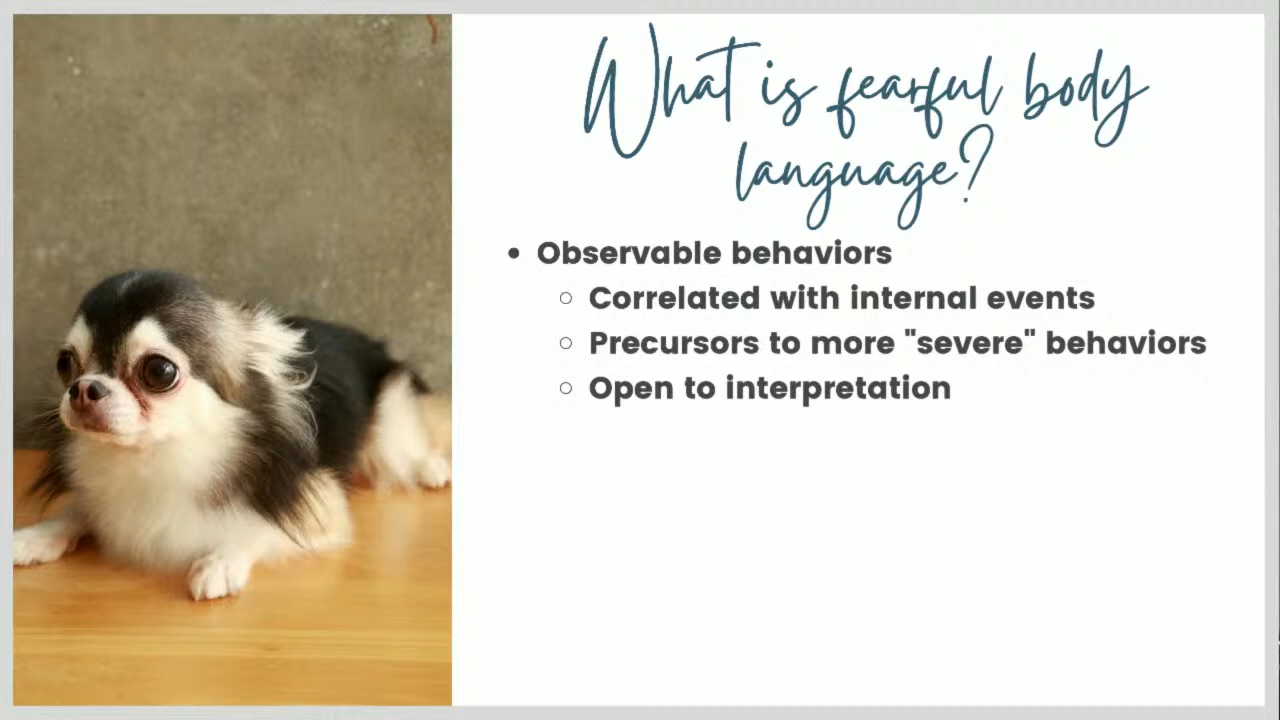 What is fearful body
language?
• Observable behaviors
○ Correlated with internal events
○ Precursors to more "severe" behaviors
○ Open to interpretation